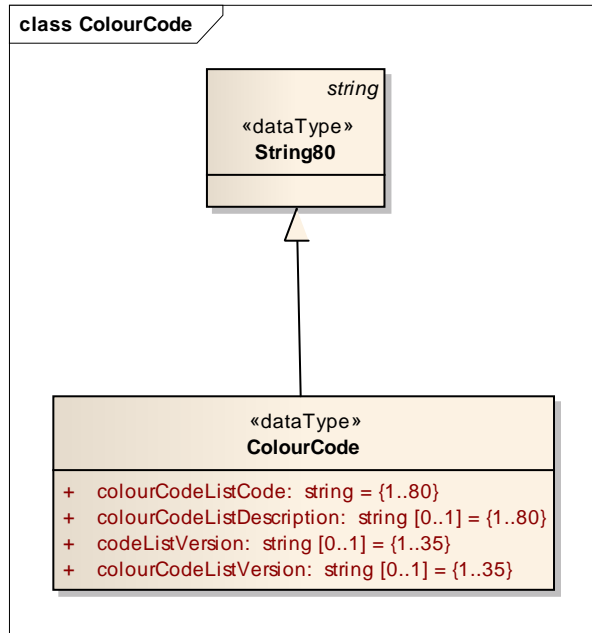 class ColourCode
string
«dataType»
String80
«dataType»
ColourCode
+ colourCodeListCode: string = {1..80}
+ colourCodeListDescription: string [0..1] = {1..80}
+ codeListVersion: string [0..1] = {1..35}
+ colourCodeListVersion: string [0..1] = {1..35}